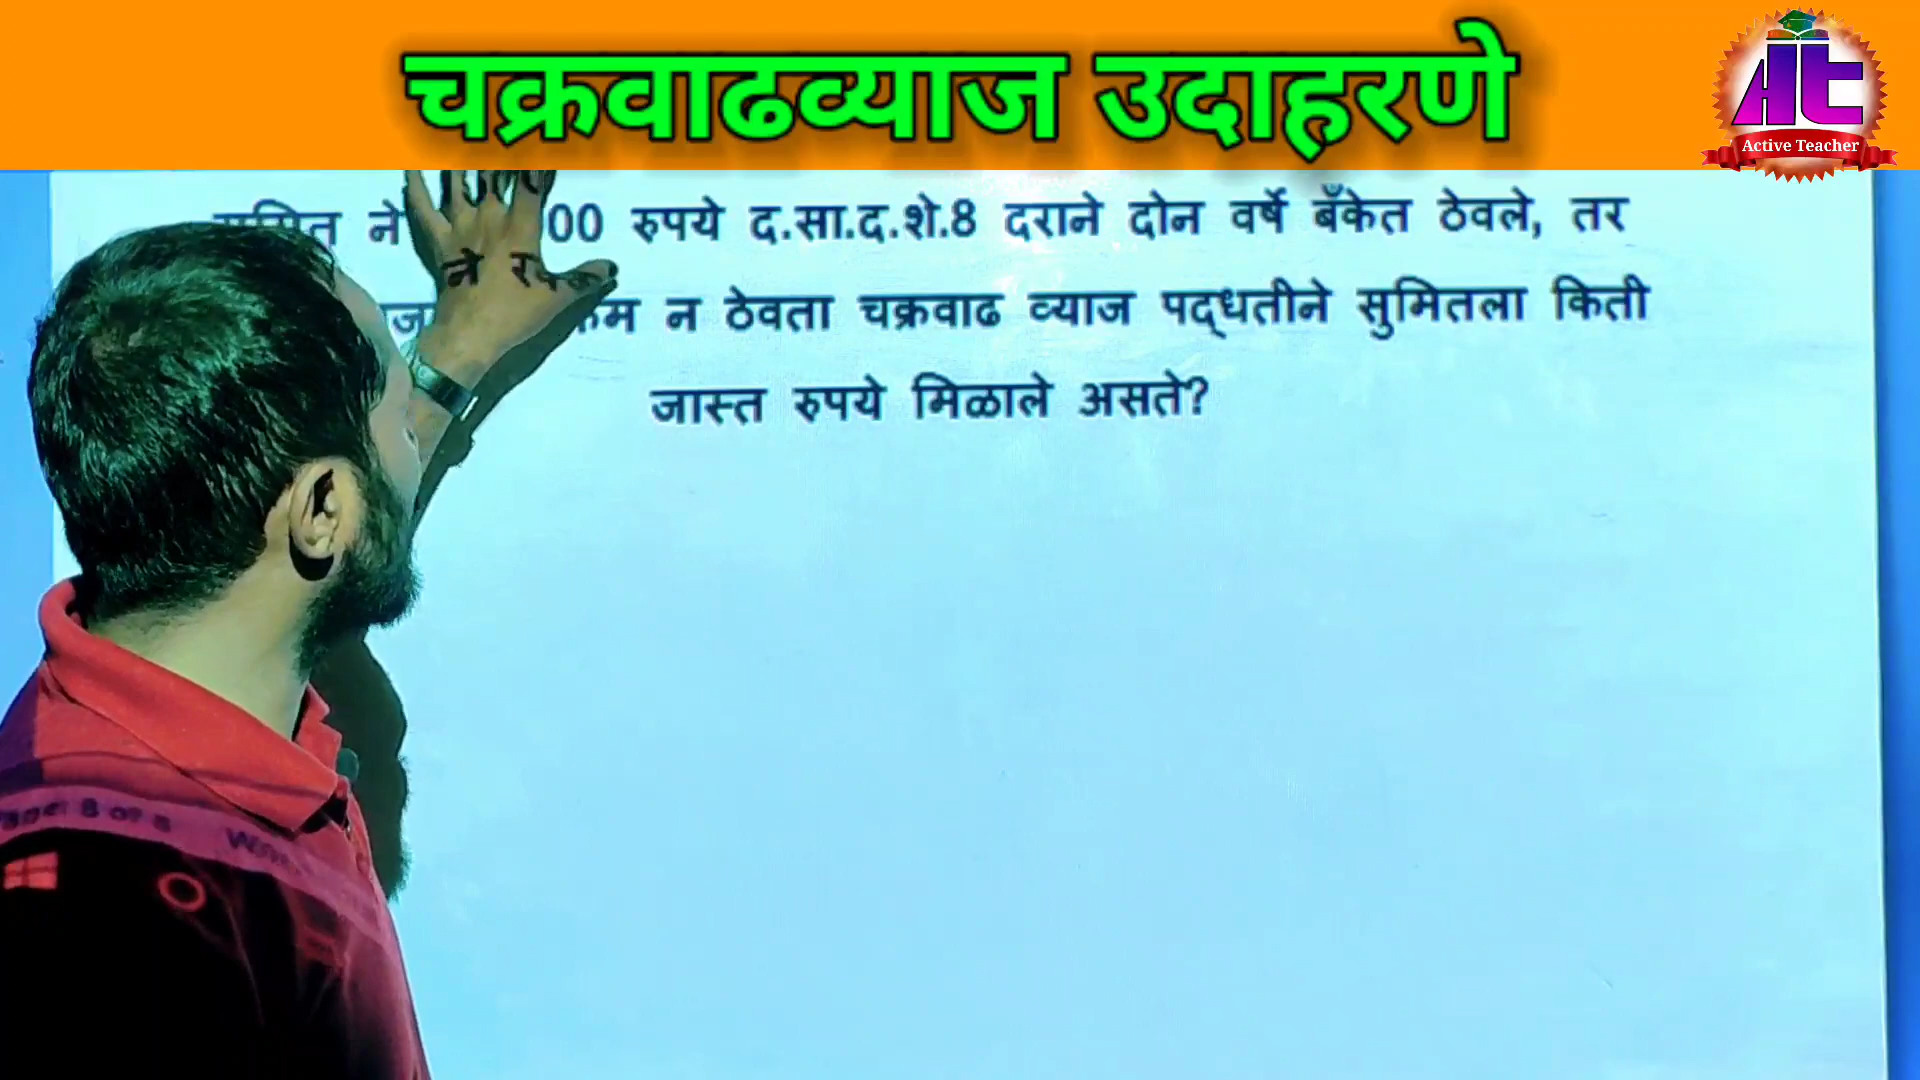 चक्रवाढव्याज उदाहरणे
Active Teacher
ने 00 रुपये द.सा.द.शे.8 दराने दोन वर्षे बँकेत ठेवले, तर
न ठेवता चक्रवाढ व्याज पद्धतीने सुमितला किती
जास्त रुपये मिळाले असते?